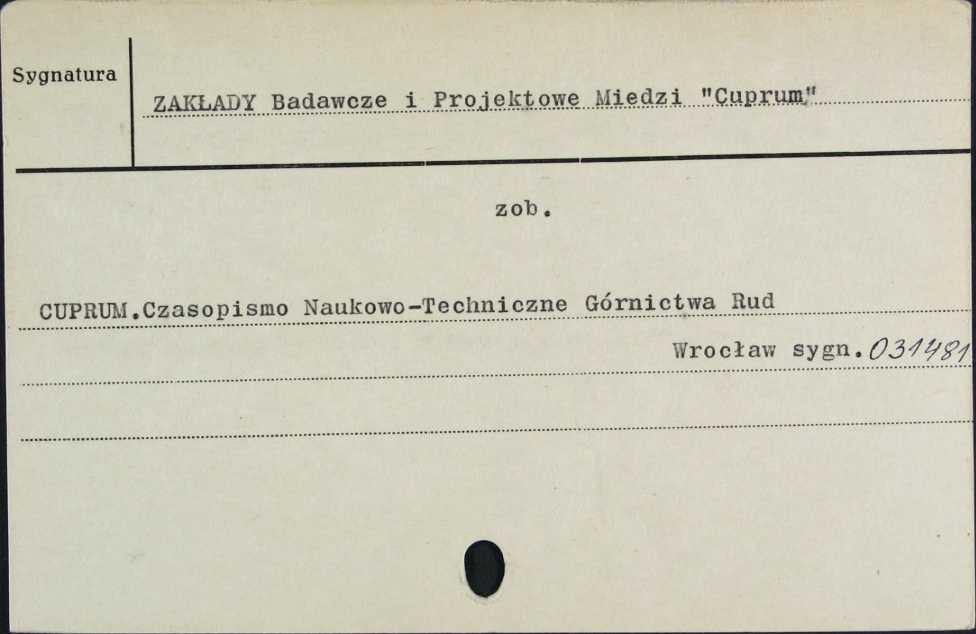 Sygnatura
ZAKŁADY Badawcze i Projektowe Miedzi "Cuprum"
zob.
CUPRUM.Czasopismo Naukowo-Techniczne Górnictwa Rud
Wrocław sygn. 031481